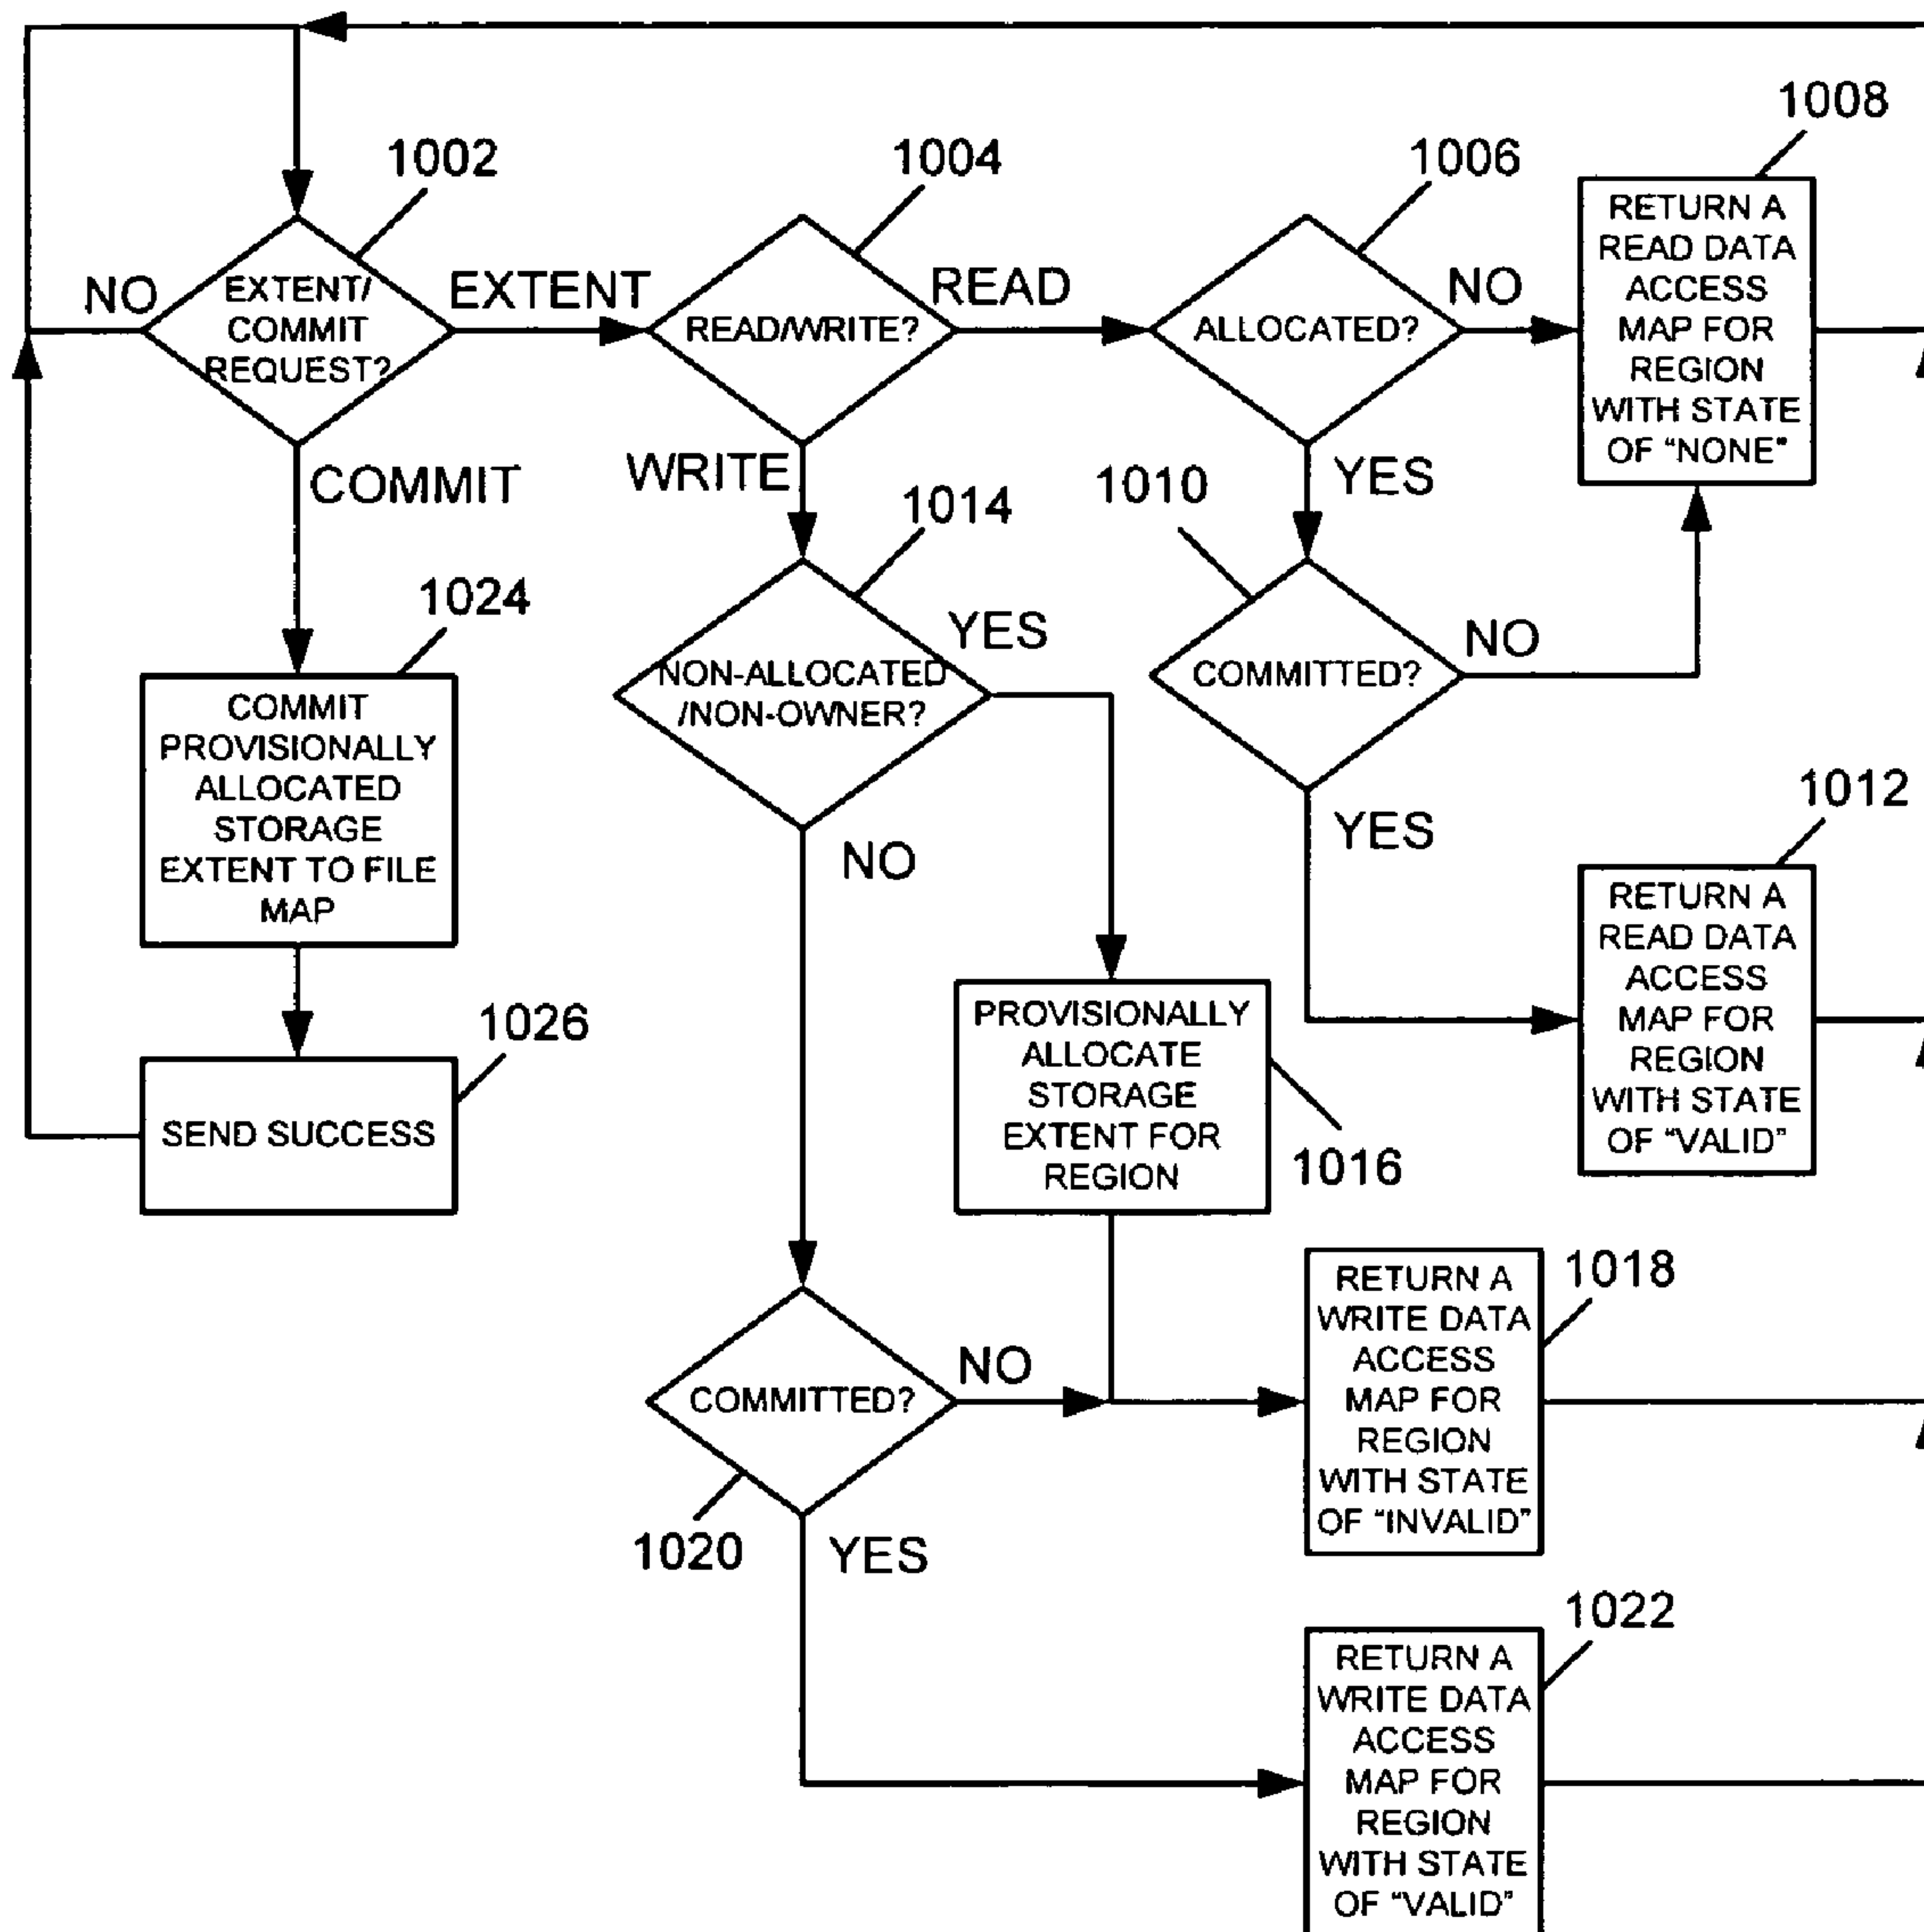 1008
1002
1004
1006
RETURN A
READ DATA
ACCESS
MAP FOR
REGION
WITH STATE
OF "NONE"
NO
EXTENT/
COMMIT
REQUEST?
EXTENT
READ/WRITE?
READ
ALLOCATED?
NO
COMMIT
WRITE
1014
1010
YES
1024
COMMIT
PROVISIONALLY
ALLOCATED
STORAGE
EXTENT TO FILE
MAP
NON-ALLOCATED
/NON-OWNER?
YES
COMMITTED?
NO
NO
YES
1012
RETURN A
READ DATA
ACCESS
MAP FOR
REGION
WITH STATE
OF "VALID"
1026
SEND SUCCESS
PROVISIONALLY
ALLOCATE
STORAGE
EXTENT FOR
REGION
1016
COMMITTED?
NO
1018
RETURN A
WRITE DATA
ACCESS
MAP FOR
REGION
WITH STATE
OF "INVALID"
1020
YES
1022
RETURN A
WRITE DATA
ACCESS
MAP FOR
REGION
WITH STATE
OF "VALID"